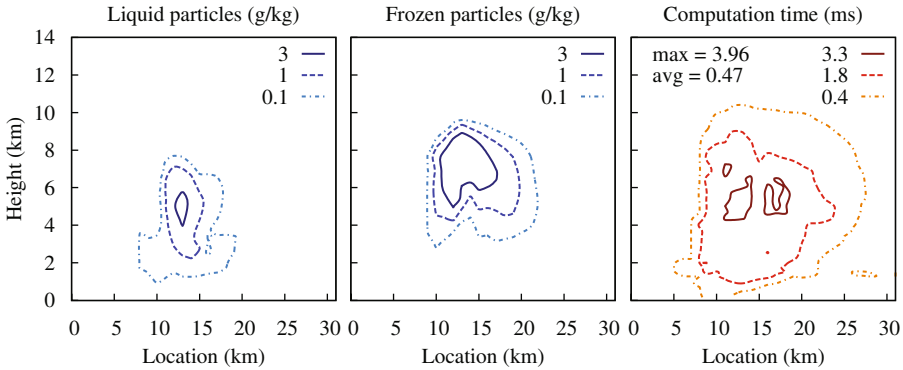 Liquid particles (g/kg)
Frozen particles (g/kg)
Computation time (ms)
14
12
10
8
6
4
2
0
Height (km)
3
1
0.1
3
1
0.1
max = 3.96
avg = 0.47
3.3
1.8
0.4
0 5 10 15 20 25 30
0 5 10 15 20 25 30
0 5 10 15 20 25 30
Location (km)
Location (km)
Location (km)